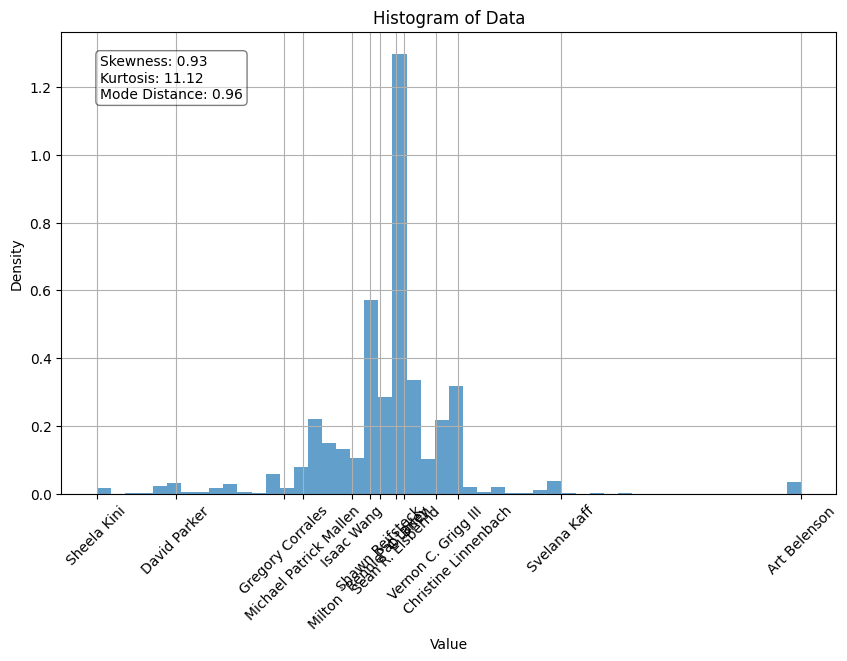 Histogram of Data
Skewness: 0.93
Kurtosis: 11.12
Mode Distance: 0.96
Density
1.2
1.0
0.8
0.6
0.4
0.2
0.0
Sheela Kini
David Parker
Gregory Corrales
Michael Patrick Mallen
Isaac Wang
Milton
Shawn Reifsteck
Sean R. Elsbernd
Vernon C. Grigg III
Christine Linnenbach
Svelana Kaff
Art Belenson
Value